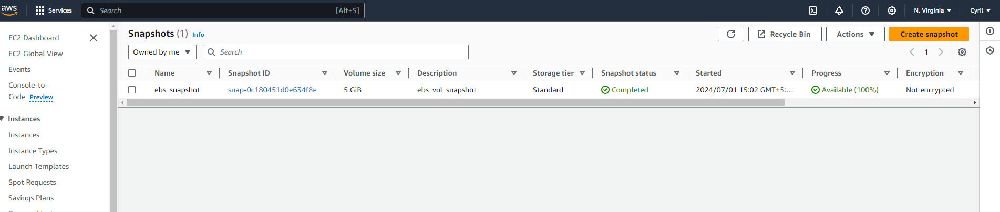 aws Services Search [Alt+S] N. Virginia Cyril
EC2 Dashboard
EC2 Global View
Events
Console-to-
Code Preview
Instances
Instances
Instance Types
Launch Templates
Spot Requests
Savings Plans
Snapshots (1) Info Recycle Bin Actions Create snapshot
Owned by me Search 1
Name Snapshot ID Volume size Description Storage tier Snapshot status Started Progress Encryption
ebs_snapshot snap-0c180451d0e634f8e 5 GiB ebs_vol_snapshot Standard Completed 2024/07/01 15:02 GMT+5:... Available (100%) Not encrypted